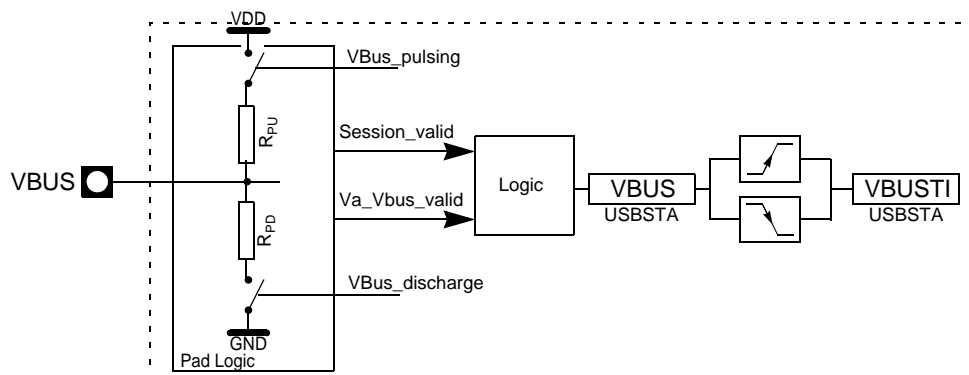 VDD
VBus_pulsing
RPU
Session_valid
VBUS
Logic
VBUS
USBSTA
VBUSTI
USBSTA
Va_Vbus_valid
RPD
VBus_discharge
GND
Pad Logic